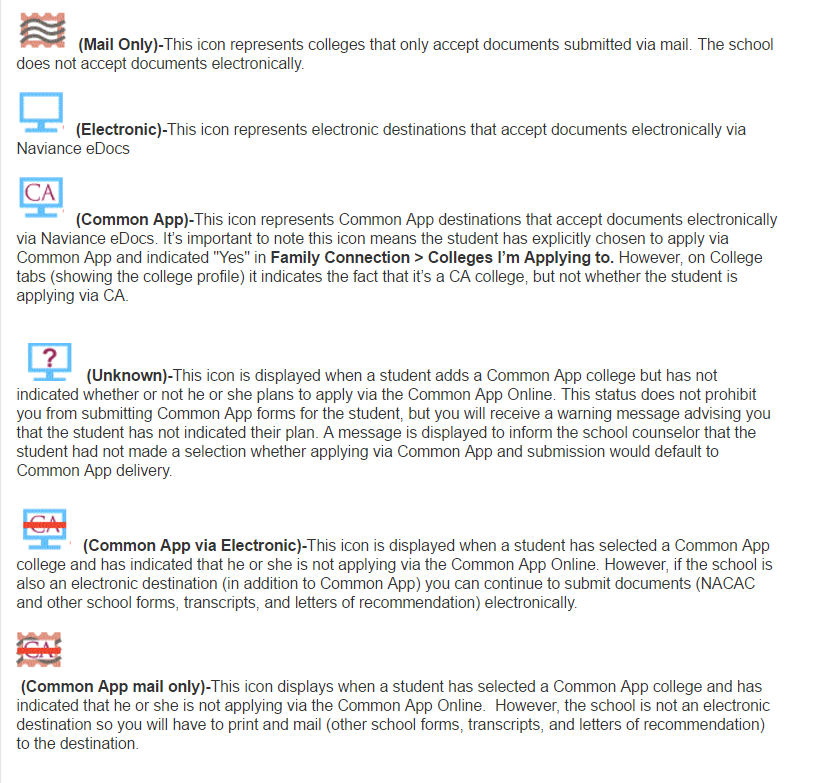 (Mail Only)-This icon represents colleges that only accept documents submitted via mail. The school
does not accept documents electronically.
(Electronic)-This icon represents electronic destinations that accept documents electronically via
Naviance eDocs
CA
(Common App)-This icon represents Common App destinations that accept documents electronically
via Naviance eDocs. It’s important to note this icon means the student has explicitly chosen to apply via
Common App and indicated "Yes" in Family Connection > Colleges I’m Applying to. However, on College
tabs (showing the college profile) it indicates the fact that it’s a CA college, but not whether the student is
applying via CA.
?
(Unknown)-This icon is displayed when a student adds a Common App college but has not
indicated whether or not he or she plans to apply via the Common App Online. This status does not prohibit
you from submitting Common App forms for the student, but you will receive a warning message advising you
that the student has not indicated their plan. A message is displayed to inform the school counselor that the
student had not made a selection whether applying via Common App and submission would default to
Common App delivery.
CA
(Common App via Electronic)-This icon is displayed when a student has selected a Common App
college and has indicated that he or she is not applying via the Common App Online. However, if the school is
also an electronic destination (in addition to Common App) you can continue to submit documents (NACAC
and other school forms, transcripts, and letters of recommendation) electronically.
CA
(Common App mail only)-This icon displays when a student has selected a Common App college and has
indicated that he or she is not applying via the Common App Online.  However, the school is not an electronic
destination so you will have to print and mail (other school forms, transcripts, and letters of recommendation)
to the destination.